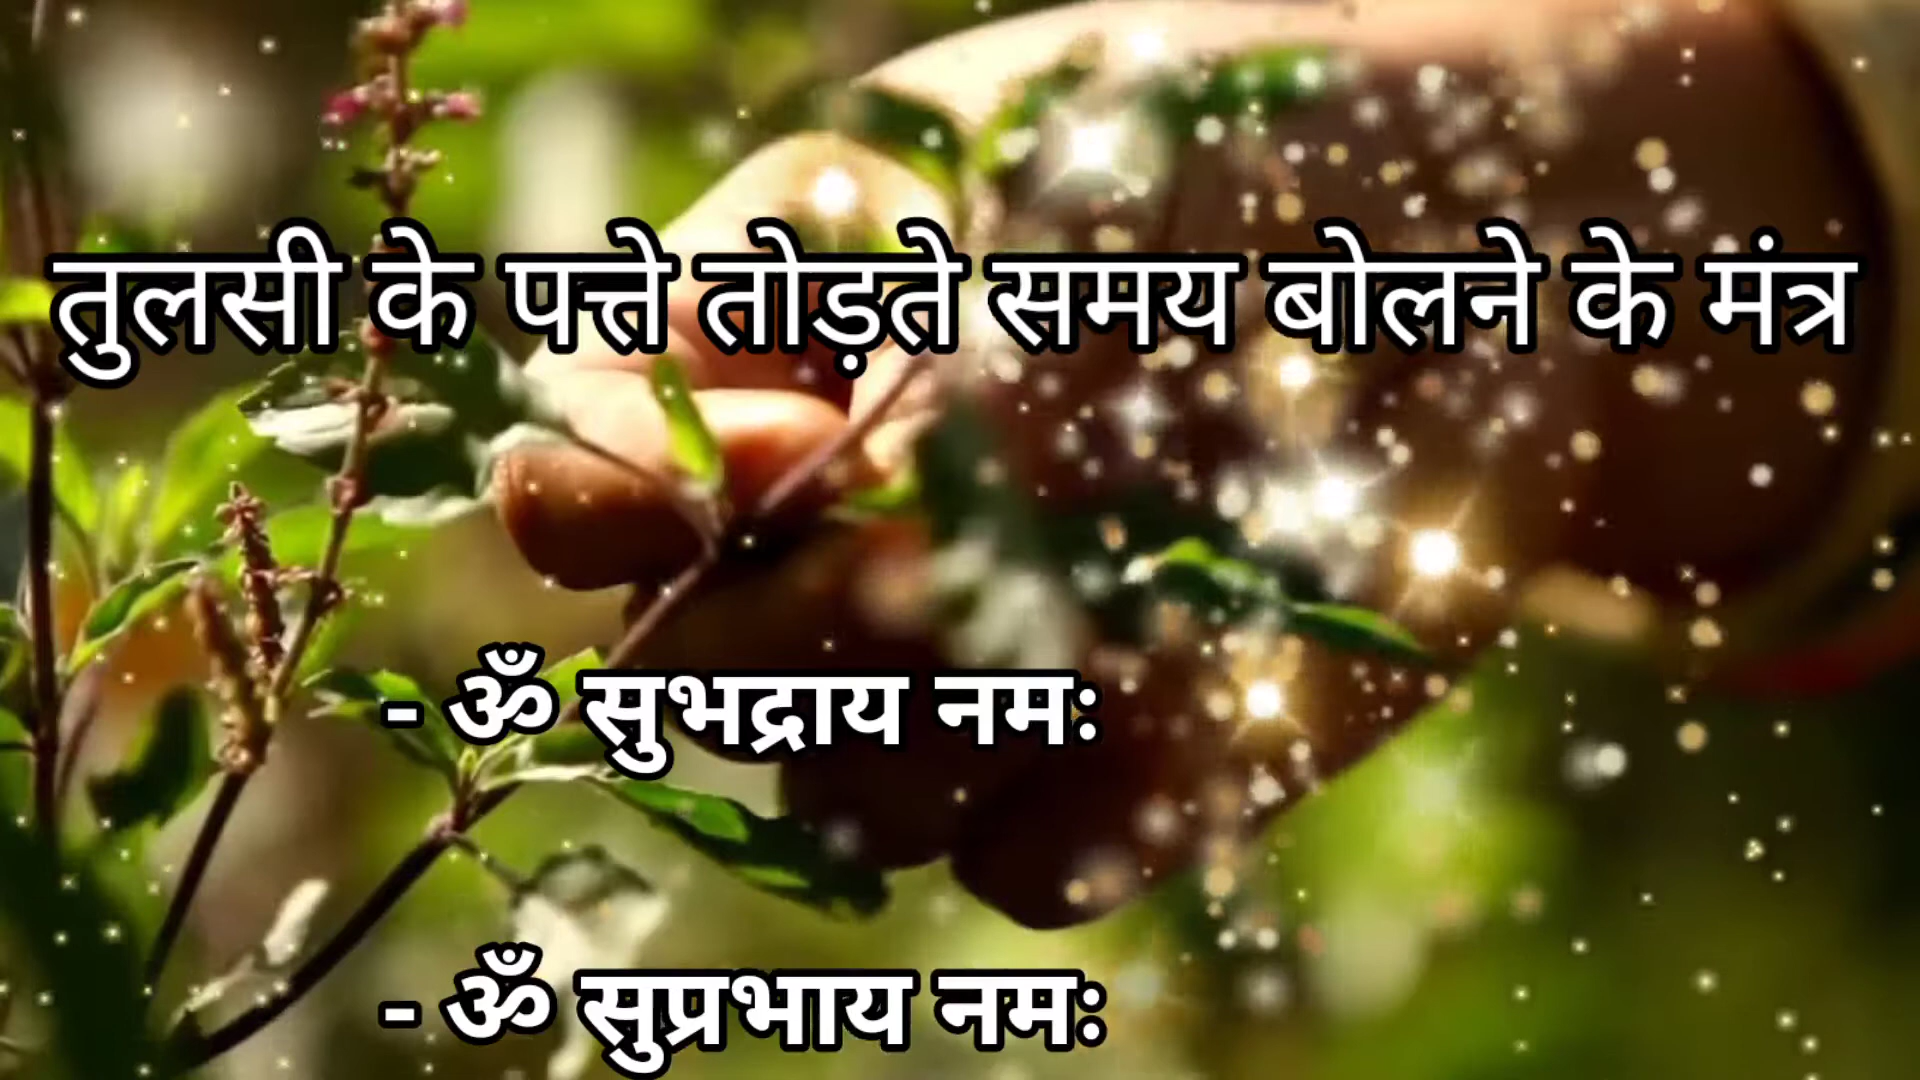 तुलसी के पत्ते तोड़ते समय बोलने के मंत्र
- ॐ सुभद्राय नमः
- ॐ सुप्रभाय नमः